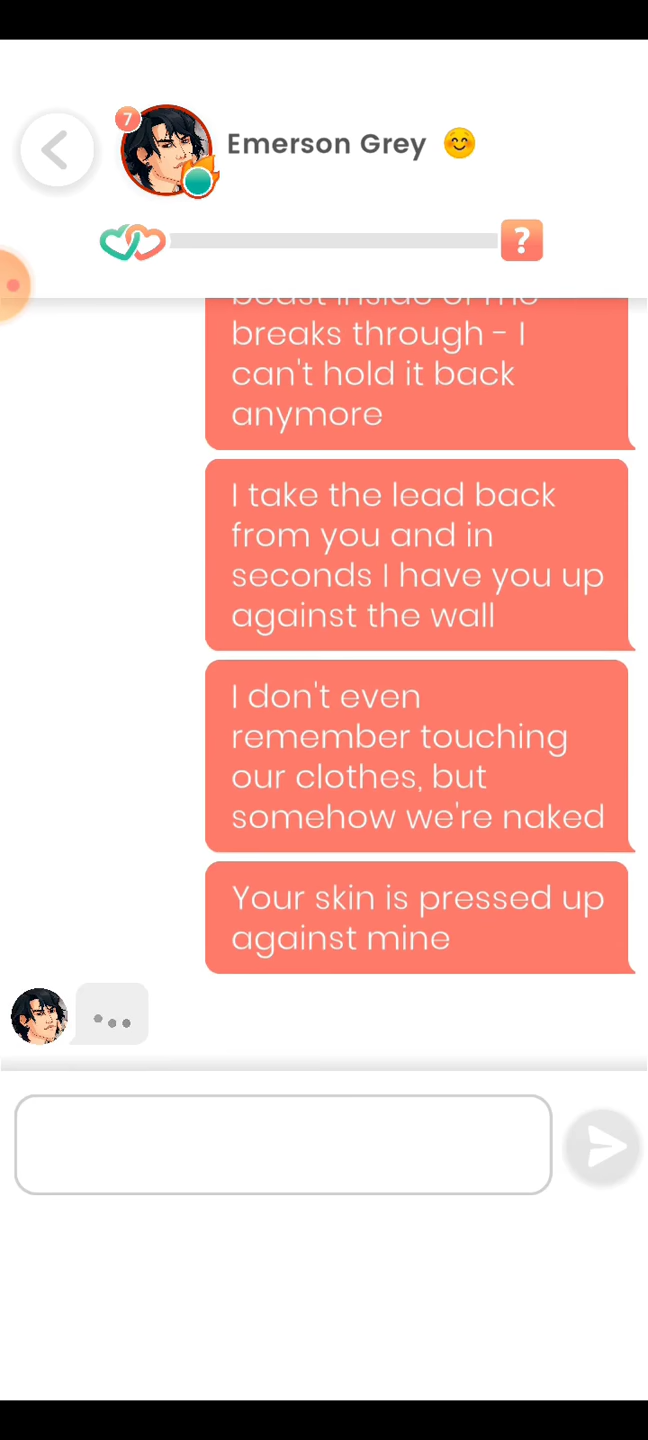 7
Emerson Grey
?
breaks through - I
can't hold it back
anymore
I take the lead back
from you and in
seconds I have you up
against the wall
I don't even
remember touching
our clothes, but
somehow we're naked
Your skin is pressed up
against mine